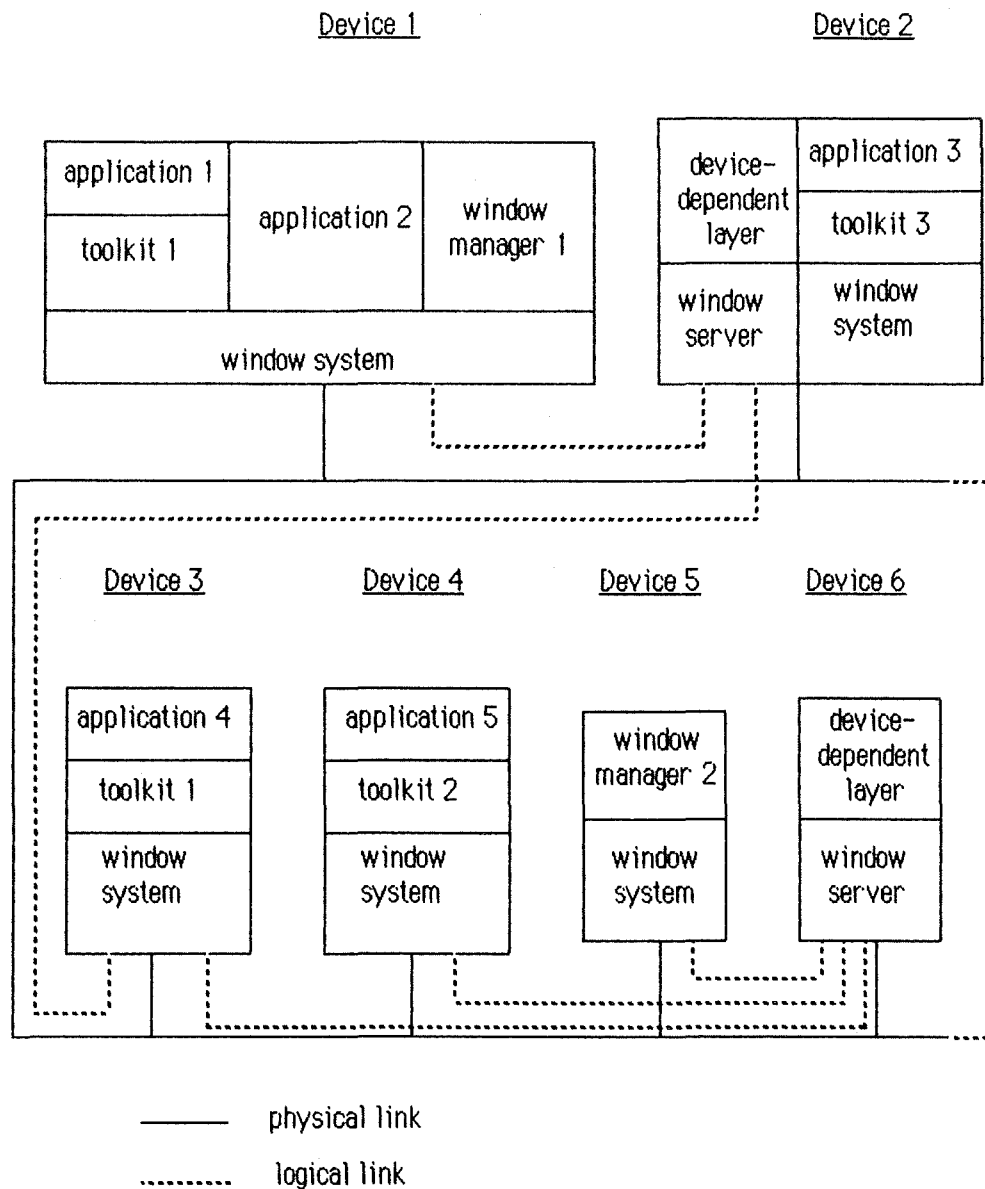 Device 1
Device 2
application 1
toolkit 1
application 2
window
manager 1
window system
device-
dependent
layer
application 3
toolkit 3
window
server
window
system
Device 3
Device 4
Device 5
Device 6
application 4
toolkit 1
window
system
application 5
toolkit 2
window
system
window
manager 2
window
system
device-
dependent
layer
window
server
physical link
logical link